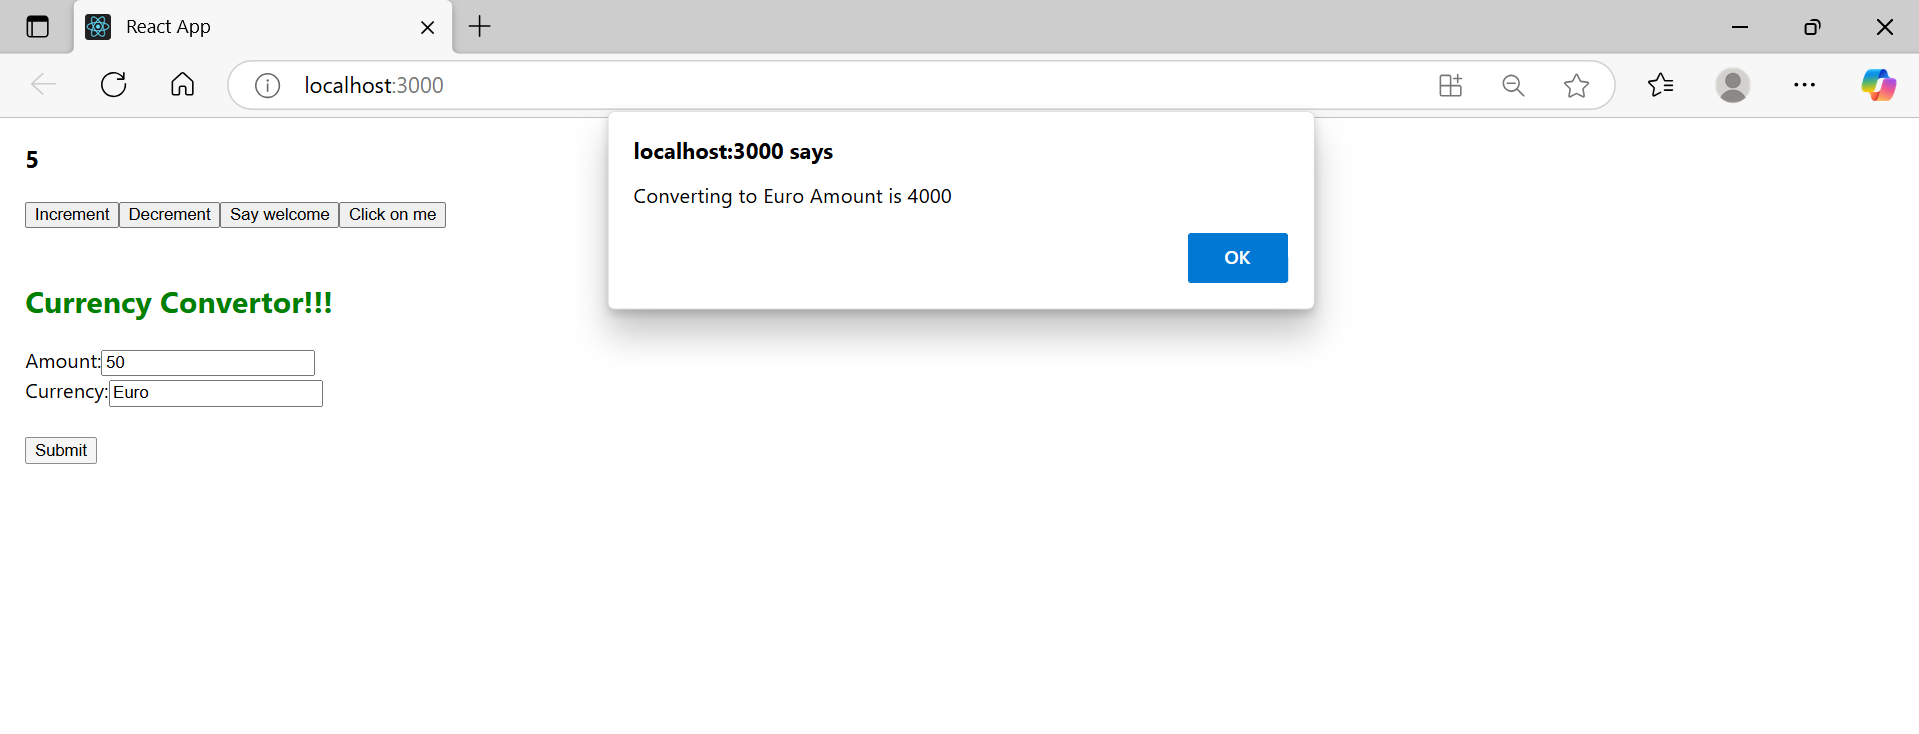 React App
localhost:3000
localhost:3000 says
Converting to Euro Amount is 4000
OK
5
Increment Decrement Say welcome Click on me
Currency Convertor!!!
Amount: 50
Currency: Euro
Submit